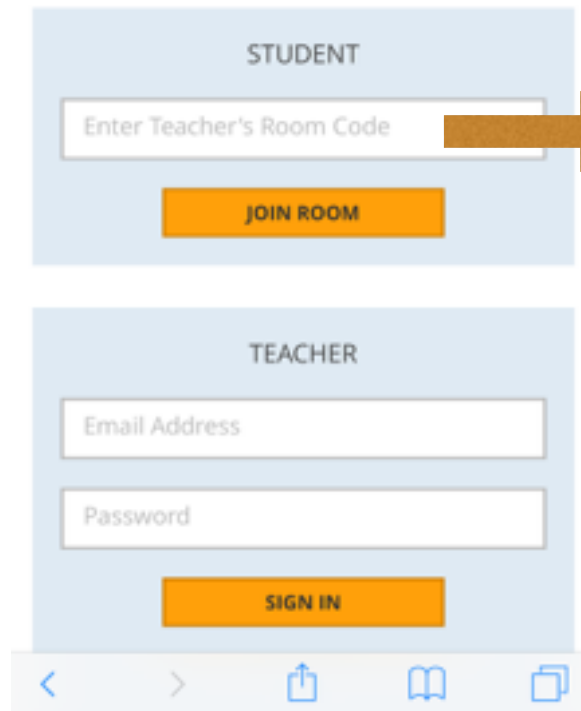 STUDENT
Enter Teacher's Room Code
JOIN ROOM
TEACHER
Email Address
Password
SIGN IN